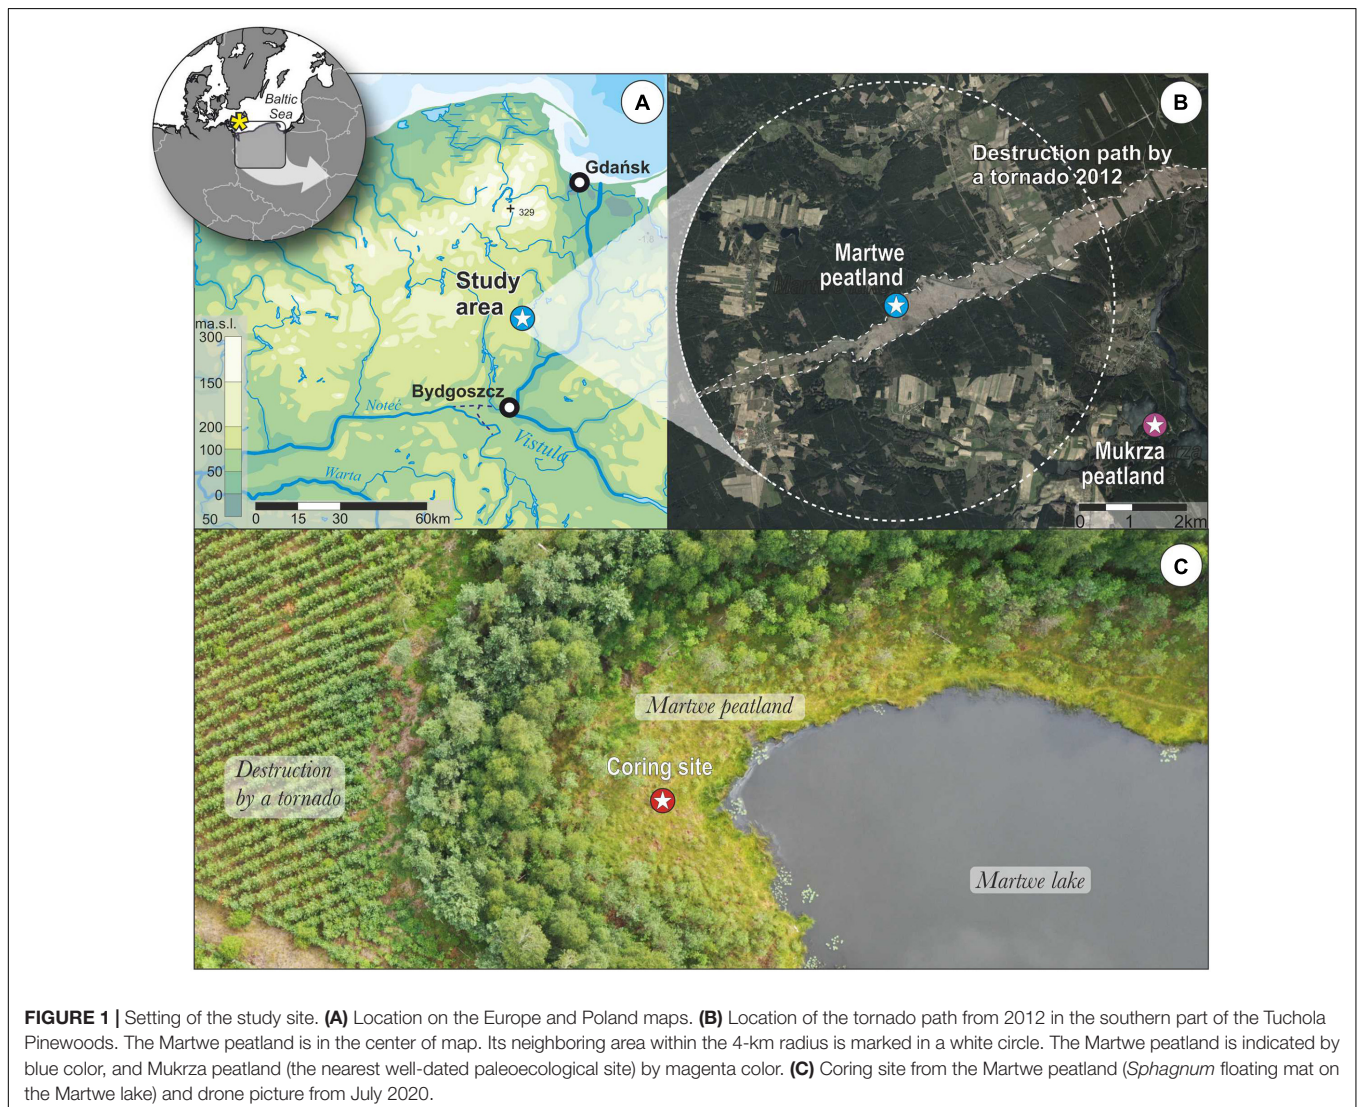 Baltic
Sea
A
Gdańsk
329
Study
area
m a.s.l.
300
150
200
100
50
0
50
Bydgoszcz
Noteć
Vistula
Warta
0 15 30 60km
B
Destruction path by
a tornado 2012
Martwe
peatland
Mukrza
peatland
0 1 2km
C
Martwe peatland
Coring site
Destruction
by a tornado
Martwe lake
FIGURE 1 | Setting of the study site. (A) Location on the Europe and Poland maps. (B) Location of the tornado path from 2012 in the southern part of the Tuchola
Pinewoods. The Martwe peatland is in the center of map. Its neighboring area within the 4-km radius is marked in a white circle. The Martwe peatland is indicated by
blue color, and Mukrza peatland (the nearest well-dated paleoecological site) by magenta color. (C) Coring site from the Martwe peatland (Sphagnum floating mat on
the Martwe lake) and drone picture from July 2020.